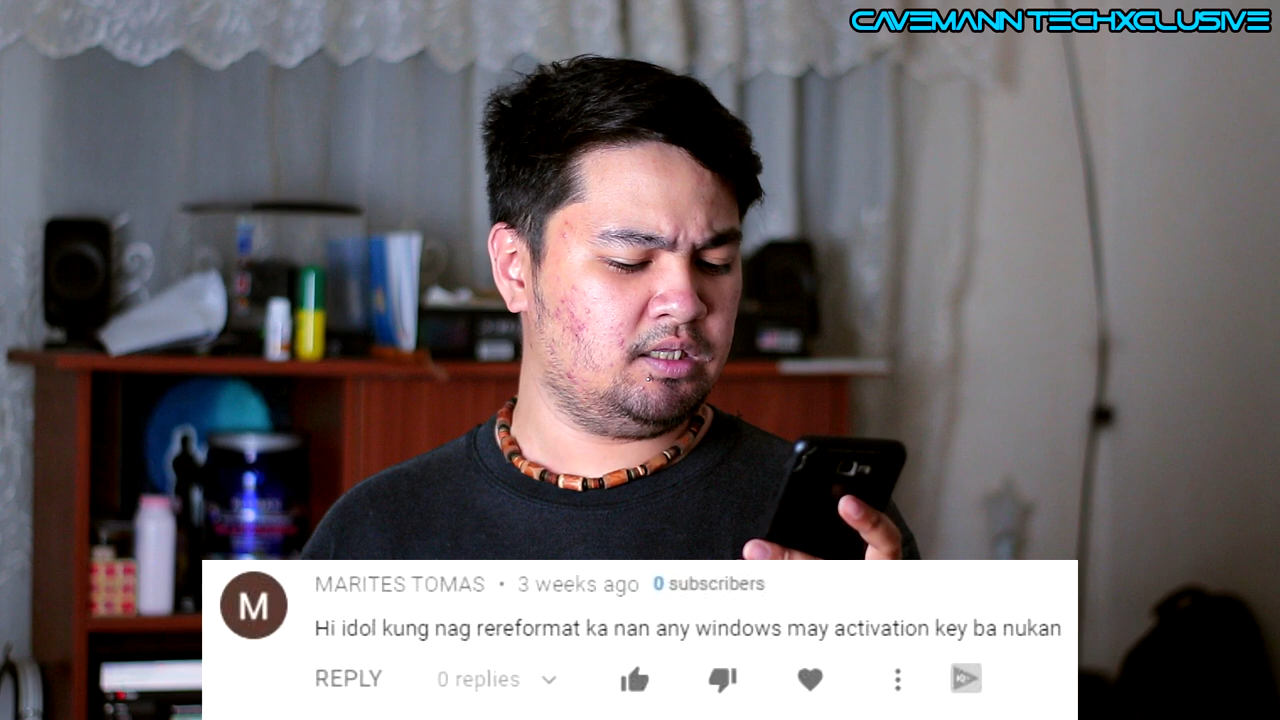 CAVEMANN TECHXCLUSIVE
M
MARITES TOMAS • 3 weeks ago 0 subscribers
Hi idol kung nag rereformat ka nan any windows may activation key ba nukan
REPLY 0 replies